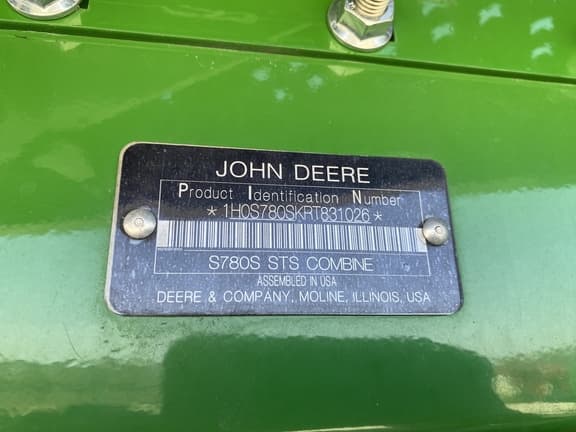 JOHN DEERE
Product Identification Number
*1H0S780SKRT831026*
S780S STS COMBINE
ASSEMBLED IN USA
DEERE & COMPANY, MOLINE, ILLINOIS, USA